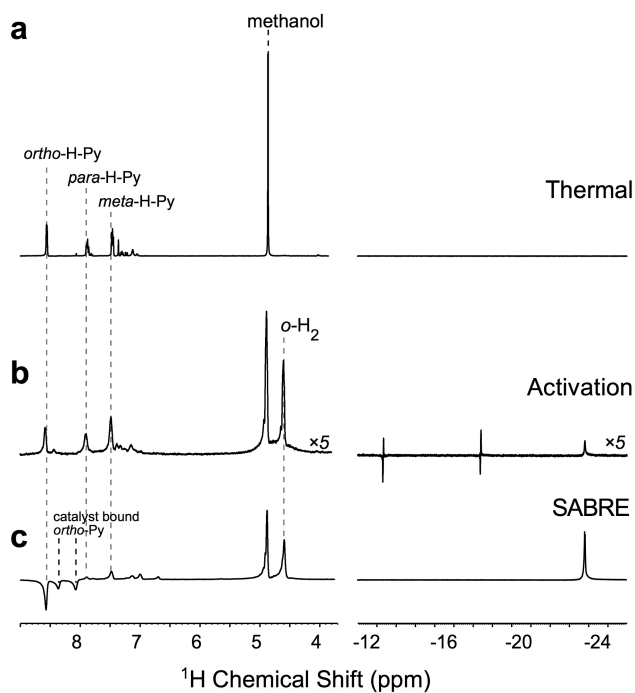 a
methanol
ortho-H-Py
para-H-Py
meta-H-Py
Thermal
b
o-H₂
Activation
×5
×5
SABRE
c
catalyst bound
ortho-Py
8 7 6 5 4 -12 -16 -20 -24
¹H Chemical Shift (ppm)